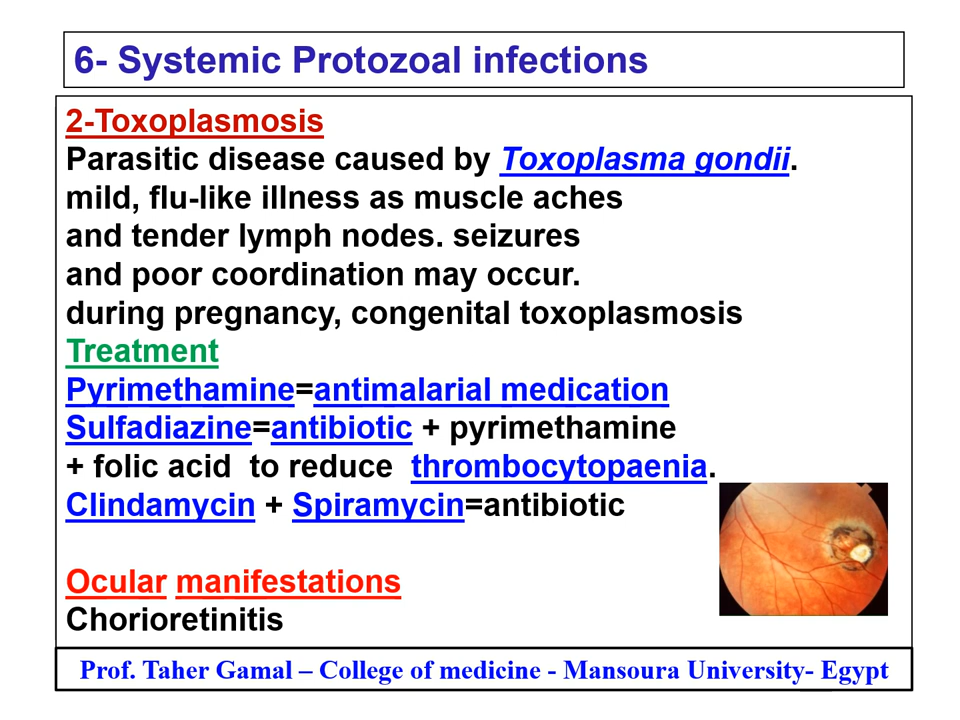 6- Systemic Protozoal infections
2-Toxoplasmosis
Parasitic disease caused by Toxoplasma gondii.
mild, flu-like illness as muscle aches
and tender lymph nodes. seizures
and poor coordination may occur.
during pregnancy, congenital toxoplasmosis
Treatment
Pyrimethamine=antimalarial medication
Sulfadiazine=antibiotic + pyrimethamine
+ folic acid  to reduce  thrombocytopaenia.
Clindamycin + Spiramycin=antibiotic
Ocular manifestations
Chorioretinitis
Prof. Taher Gamal – College of medicine - Mansoura University- Egypt